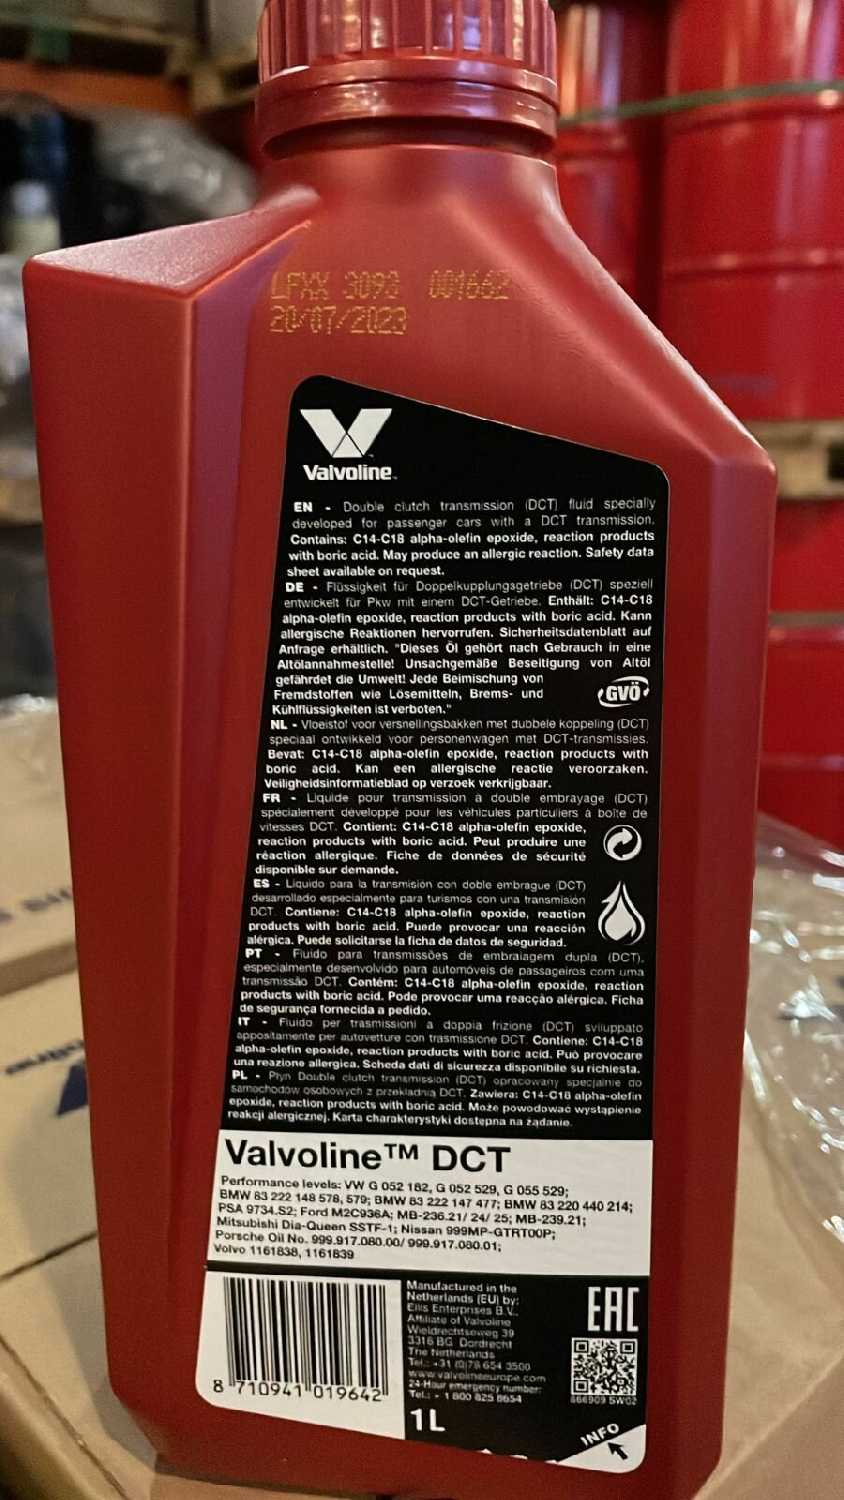 LFXX 3093 001662
20/07/2023
Valvoline™
EN - Double clutch transmission (DCT) fluid specially
developed for passenger cars with a DCT transmission.
Contains: C14-C18 alpha-olefin epoxide, reaction products
with boric acid. May produce an allergic reaction. Safety data
sheet available on request.
DE - Flüssigkeit für Doppelkupplungsgetriebe (DCT) speziell
entwickelt für Pkw mit einem DCT-Getriebe. Enthält: C14-C18
alpha-olefin epoxide, reaction products with boric acid. Kann
allergische Reaktionen hervorrufen. Sicherheitsdatenblatt auf
Anfrage erhältlich. "Dieses Öl gehört nach Gebrauch in eine
Altölannahmestelle! Unsachgemäße Beseitigung von Altöl
gefährdet die Umwelt! Jede Beimischung von
Fremdstoffen wie Lösemitteln, Brems- und
Kühlflüssigkeiten ist verboten."
GVÖ
NL - Vloeistof voor versnellingsbakken met dubbele koppeling (DCT)
speciaal ontwikkeld voor personenwagen met DCT-transmissies.
Bevat: C14-C18 alpha-olefin epoxide, reaction products with
boric acid. Kan een allergische reactie veroorzaken.
Veiligheidsinformatieblad op verzoek verkrijgbaar.
FR - Liquide pour transmission à double embrayage (DCT)
spécialement développé pour les véhicules particuliers à boîte de
vitesses DCT. Contient: C14-C18 alpha-olefin epoxide,
reaction products with boric acid. Peut produire une
réaction allergique. Fiche de données de sécurité
disponible sur demande.
ES - Líquido para la transmisión con doble embrague (DCT)
desarrollado especialmente para turismos con una transmisión
DCT. Contiene: C14-C18 alpha-olefin epoxide, reaction
products with boric acid. Puede provocar una reacción
alérgica. Puede solicitarse la ficha de datos de seguridad.
PT - Fluido para transmissões de embraiagem dupla (DCT),
especialmente desenvolvido para automóveis de passageiros com uma
transmissão DCT. Contém: C14-C18 alpha-olefin epoxide, reaction
products with boric acid. Pode provocar uma reacção alérgica. Ficha
de segurança fornecida a pedido.
IT - Fluido per trasmissioni a doppia frizione (DCT) sviluppato
appositamente per autovetture con trasmissione DCT. Contiene: C14-C18
alpha-olefin epoxide, reaction products with boric acid. Può provocare
una reazione allergica. Scheda dati di sicurezza disponibile su richiesta.
PL - Płyn Double clutch transmission (DCT) opracowany specjalnie do
samochodów osobowych z przekładnią DCT. Zawiera: C14-C18 alpha-olefin
epoxide, reaction products with boric acid. Może powodować wystąpienie
reakcji alergicznej. Karta charakterystyki dostępna na żądanie.
Valvoline™ DCT
Performance levels: VW G 052 182, G 052 529, G 055 529;
BMW 83 222 148 578, 579; BMW 83 222 147 477; BMW 83 220 440 214;
PSA 9734.S2; Ford M2C936A; MB-236.21/ 24/ 25; MB-239.21;
Mitsubishi Dia-Queen SSTF-1; Nissan 999MP-GTRT00P;
Porsche Oil No. 999.917.080.00/ 999.917.080.01;
Volvo 1161838, 1161839
8 710941 019642
Manufactured in the
Netherlands (EU) by:
Ellis Enterprises B.V.,
Affiliate of Valvoline
Wieldrechtseweg 39
3316 BG Dordrecht
The Netherlands
Tel.: +31 (0)78 654 3500
www.valvolineeurope.com
24-Hour emergency number:
Tel.: + 1 800 825 8654
1L
EAC
866909 SW02
INFO